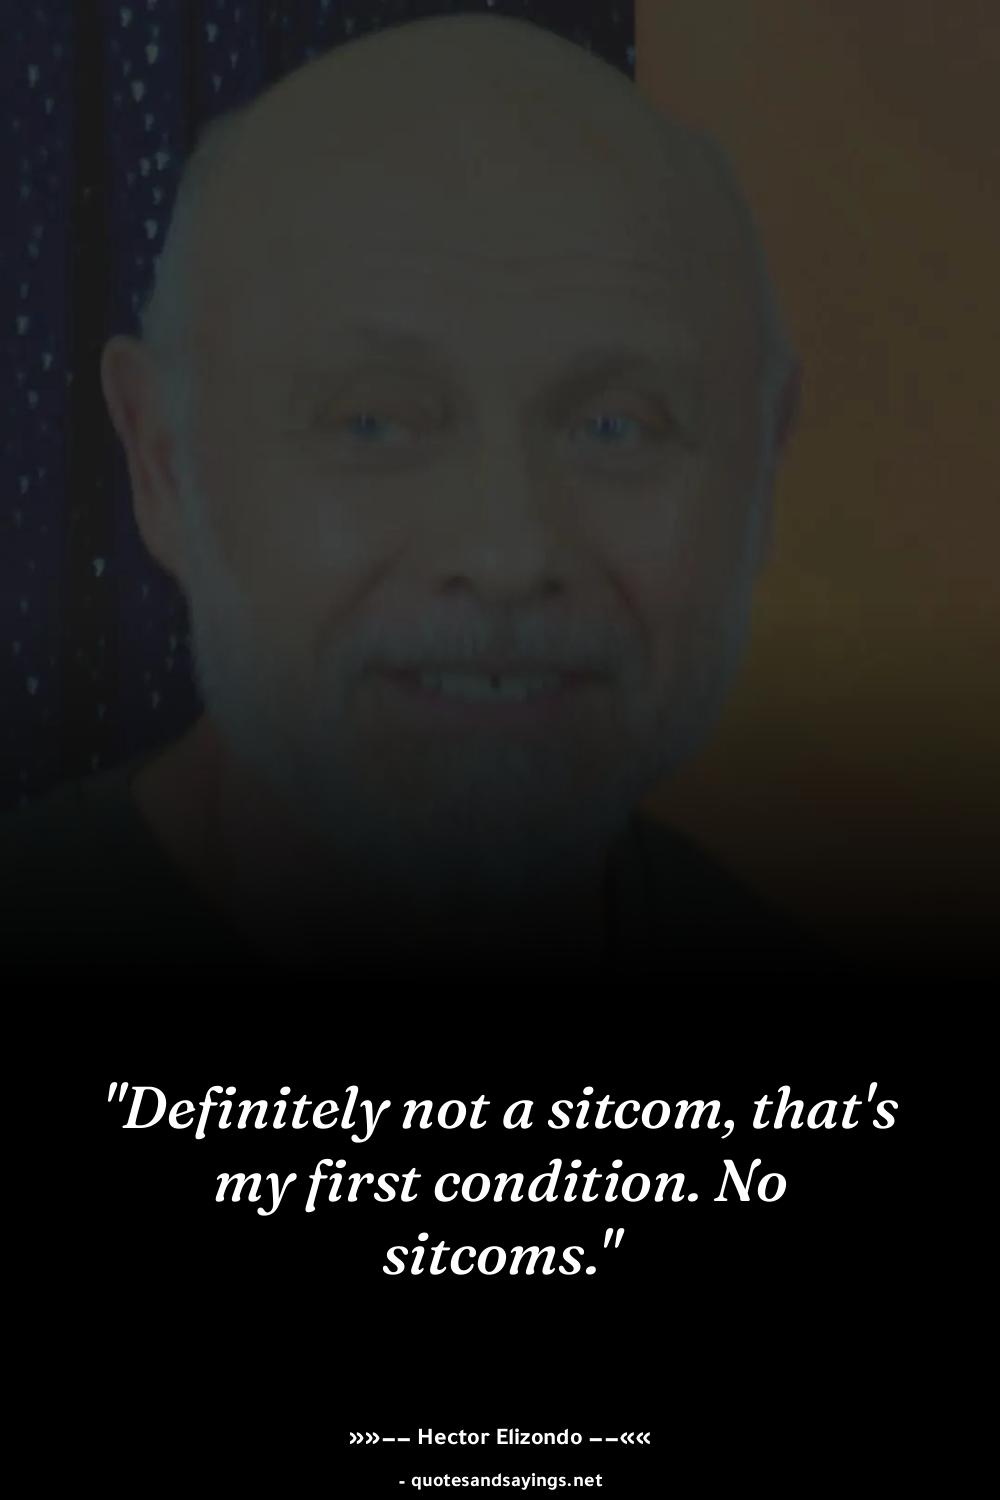 "Definitely not a sitcom, that's
my first condition. No
sitcoms."
»»−− Hector Elizondo −−««
- quotesandsayings.net